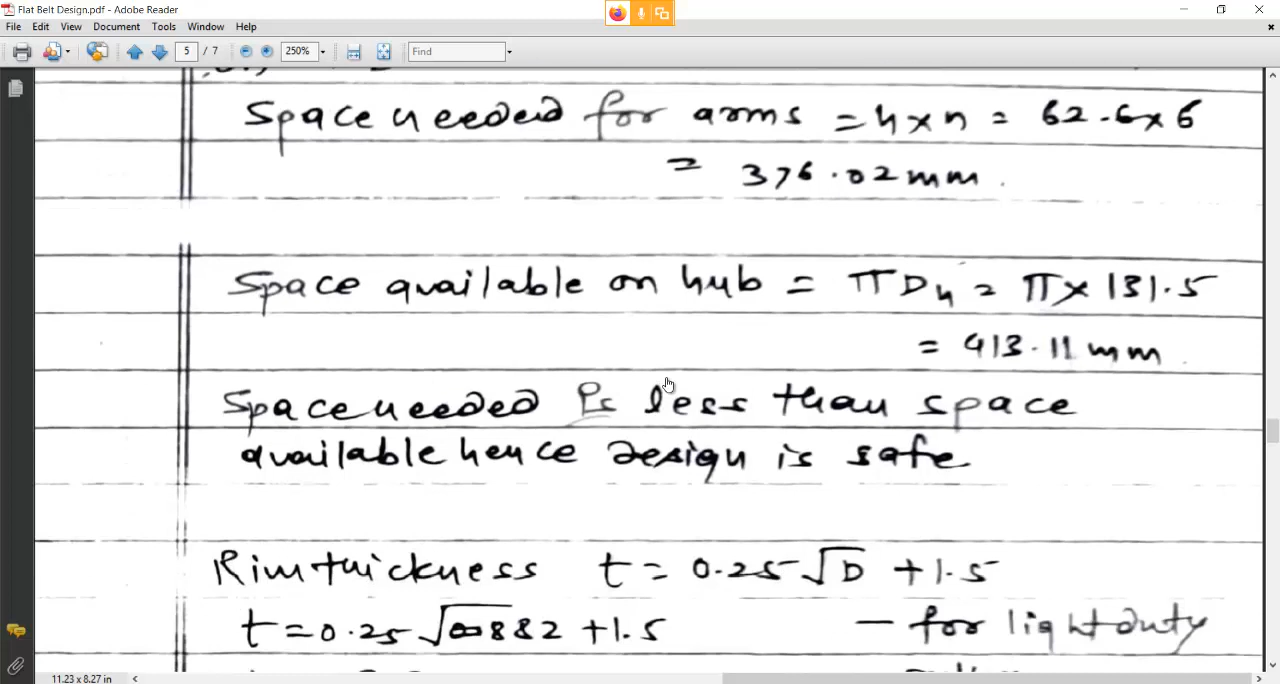 Flat Belt Design.pdf - Adobe Reader
File Edit View Document Tools Window Help
5 / 7 250% Find
Space needed for arms = h x n = 62.6 x 6
= 376.02 mm.
Space available on hub = πDh = π x 131.5
= 413.11 mm
Space needed is less than space
available hence design is safe
Rim thickness t = 0.25√D + 1.5
t = 0.25 √882 + 1.5 - for light duty
11.23 x 8.27 in